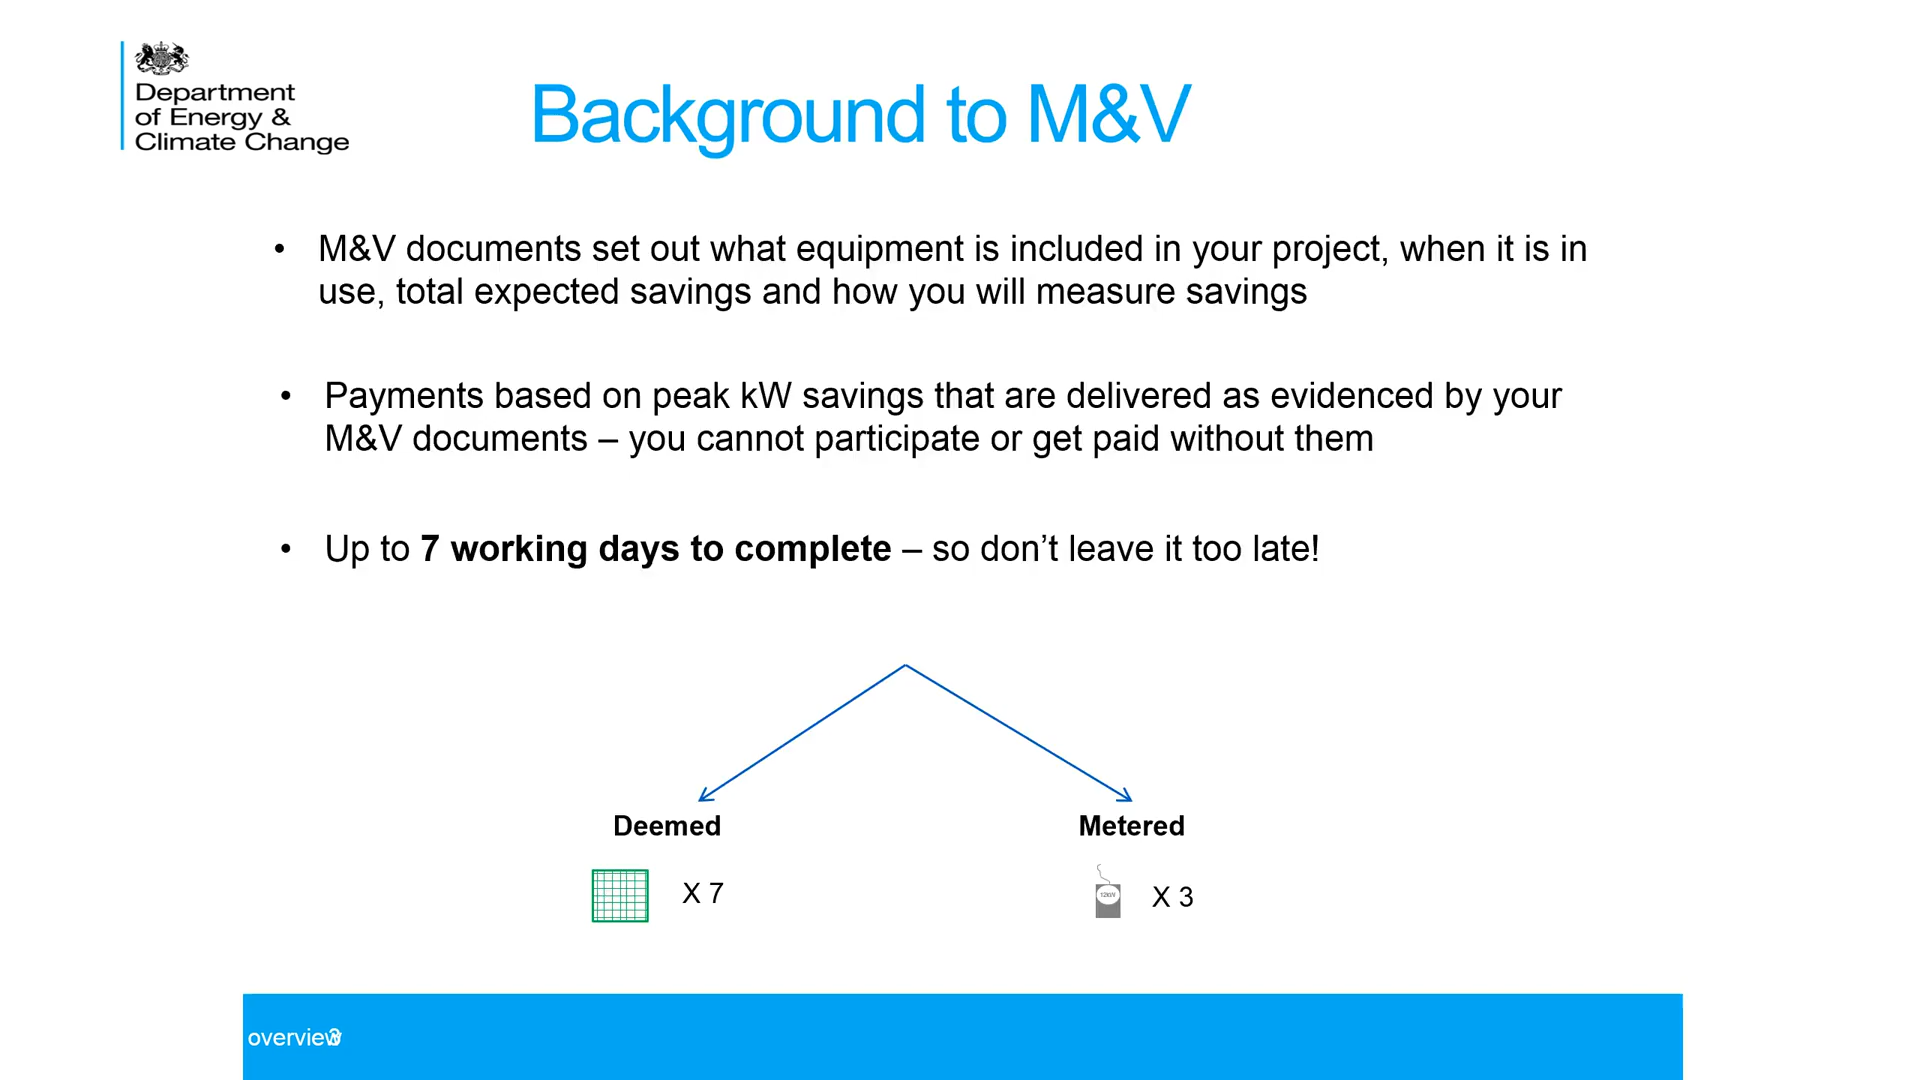 Department
of Energy &
Climate Change
Background to M&V
• M&V documents set out what equipment is included in your project, when it is in
use, total expected savings and how you will measure savings
• Payments based on peak kW savings that are delivered as evidenced by your
M&V documents – you cannot participate or get paid without them
• Up to 7 working days to complete – so don’t leave it too late!
Deemed
Metered
X 7
12kW
X 3
overview
3